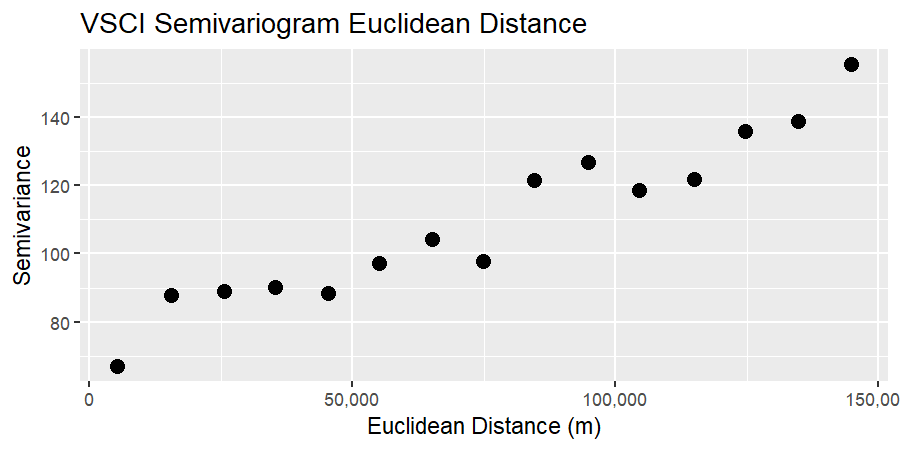 VSCI Semivariogram Euclidean Distance
Semivariance
140
120
100
80
0
50,000
100,000
150,00
Euclidean Distance (m)